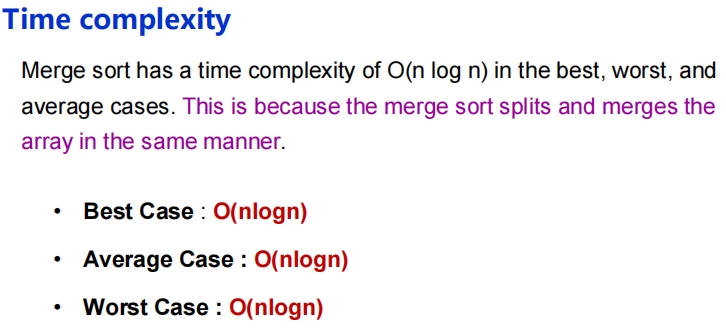 Time complexity
Merge sort has a time complexity of O(n log n) in the best, worst, and
average cases. This is because the merge sort splits and merges the
array in the same manner.
• Best Case : O(nlogn)
• Average Case : O(nlogn)
• Worst Case : O(nlogn)